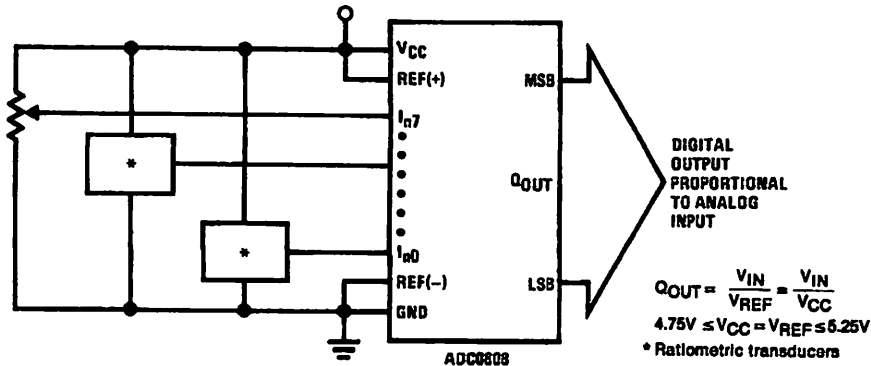 VCC
REF(+)
In7
*
*
In0
REF(−)
GND
MSB
QOUT
LSB
ADC0808
DIGITAL
OUTPUT
PROPORTIONAL
TO ANALOG
INPUT
QOUT = VIN / VREF = VIN / VCC
4.75V ≤ VCC = VREF ≤ 5.25V
* Ratiometric transducers